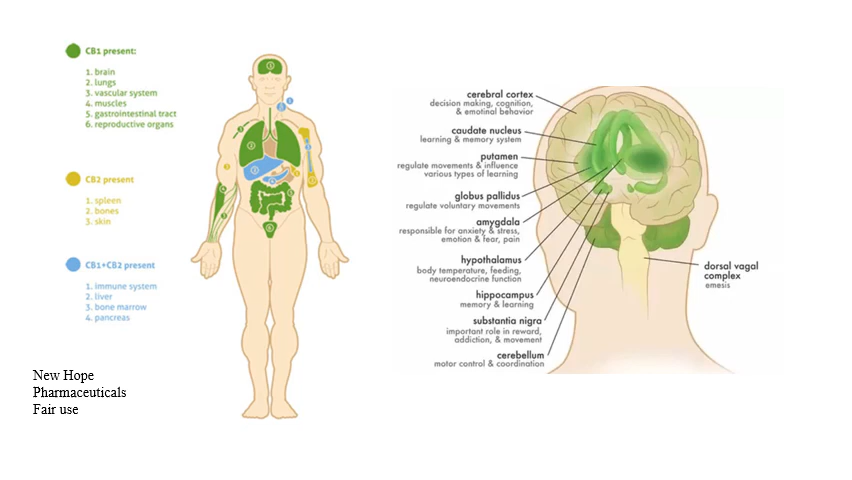 CB1 present:
1. brain
2. lungs
3. vascular system
4. muscles
5. gastrointestinal tract
6. reproductive organs
CB2 present
1. spleen
2. bones
3. skin
CB1+CB2 present
1. immune system
2. liver
3. bone marrow
4. pancreas
New Hope
Pharmaceuticals
Fair use
cerebral cortex
decision making, cognition,
& emotinal behavior
caudate nucleus
learning & memory system
putamen
regulate movements & influence
various types of learning
globus pallidus
regulate voluntary movements
amygdala
responsible for anxiety & stress,
emotion & fear, pain
hypothalamus
body temperature, feeding,
neuroendocrine function
hippocampus
memory & learning
substantia nigra
important role in reward,
addiction, & movement
cerebellum
motor control & coordination
dorsal vagal
complex
emesis